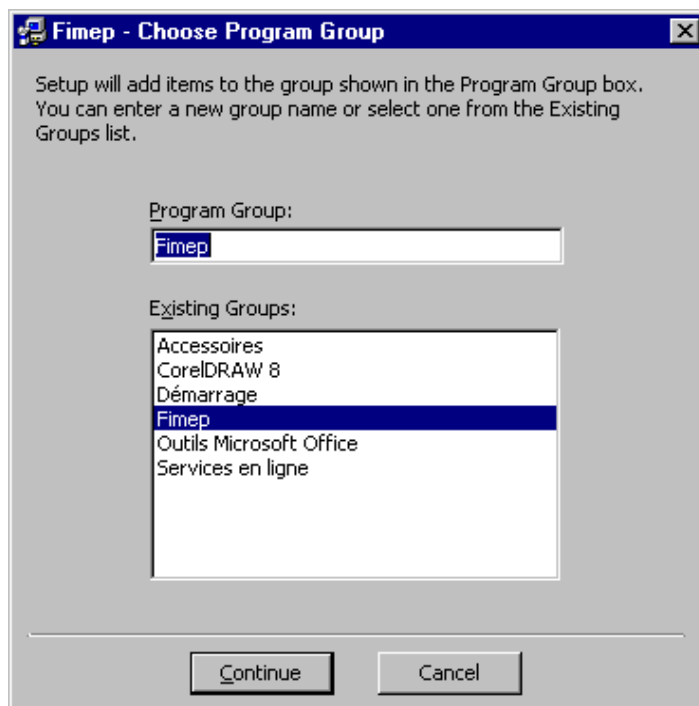 Fimep - Choose Program Group
Setup will add items to the group shown in the Program Group box.
You can enter a new group name or select one from the Existing
Groups list.
Program Group:
Fimep
Existing Groups:
Accessoires
CorelDRAW 8
Démarrage
Fimep
Outils Microsoft Office
Services en ligne
Continue Cancel